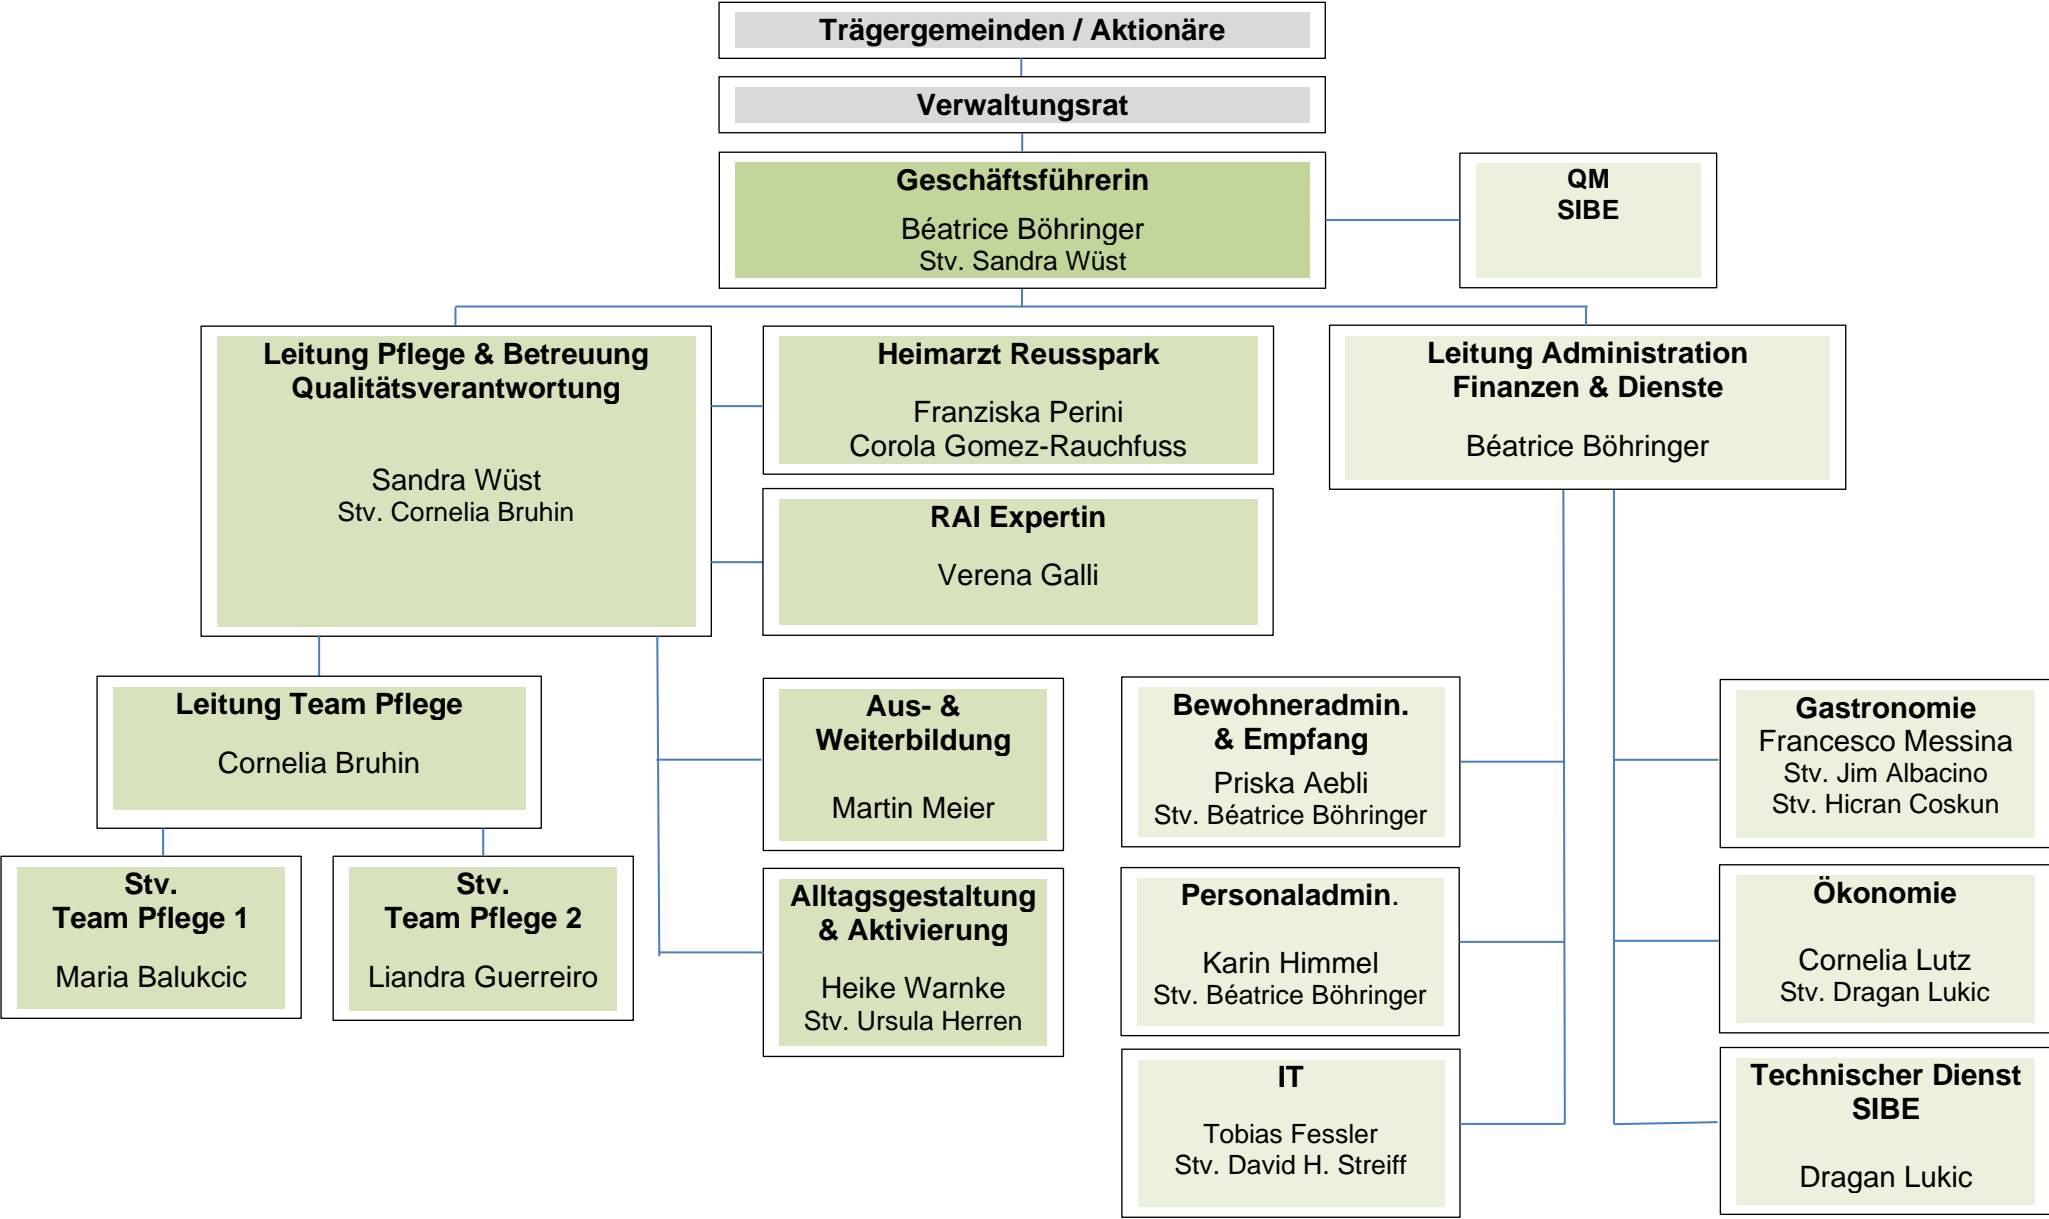 Trägergemeinden / Aktionäre
Verwaltungsrat
Geschäftsführerin
Béatrice Böhringer
Stv. Sandra Wüst
QM
SIBE
Leitung Pflege & Betreuung
Qualitätsverantwortung
Sandra Wüst
Stv. Cornelia Bruhin
Heimarzt Reusspark
Franziska Perini
Corola Gomez-Rauchfuss
RAI Expertin
Verena Galli
Leitung Administration
Finanzen & Dienste
Béatrice Böhringer
Leitung Team Pflege
Cornelia Bruhin
Stv.
Team Pflege 1
Maria Balukcic
Stv.
Team Pflege 2
Liandra Guerreiro
Aus- &
Weiterbildung
Martin Meier
Alltagsgestaltung
& Aktivierung
Heike Warnke
Stv. Ursula Herren
Bewohneradmin.
& Empfang
Priska Aebli
Stv. Béatrice Böhringer
Personaladmin.
Karin Himmel
Stv. Béatrice Böhringer
IT
Tobias Fessler
Stv. David H. Streiff
Gastronomie
Francesco Messina
Stv. Jim Albacino
Stv. Hicran Coskun
Ökonomie
Cornelia Lutz
Stv. Dragan Lukic
Technischer Dienst
SIBE
Dragan Lukic